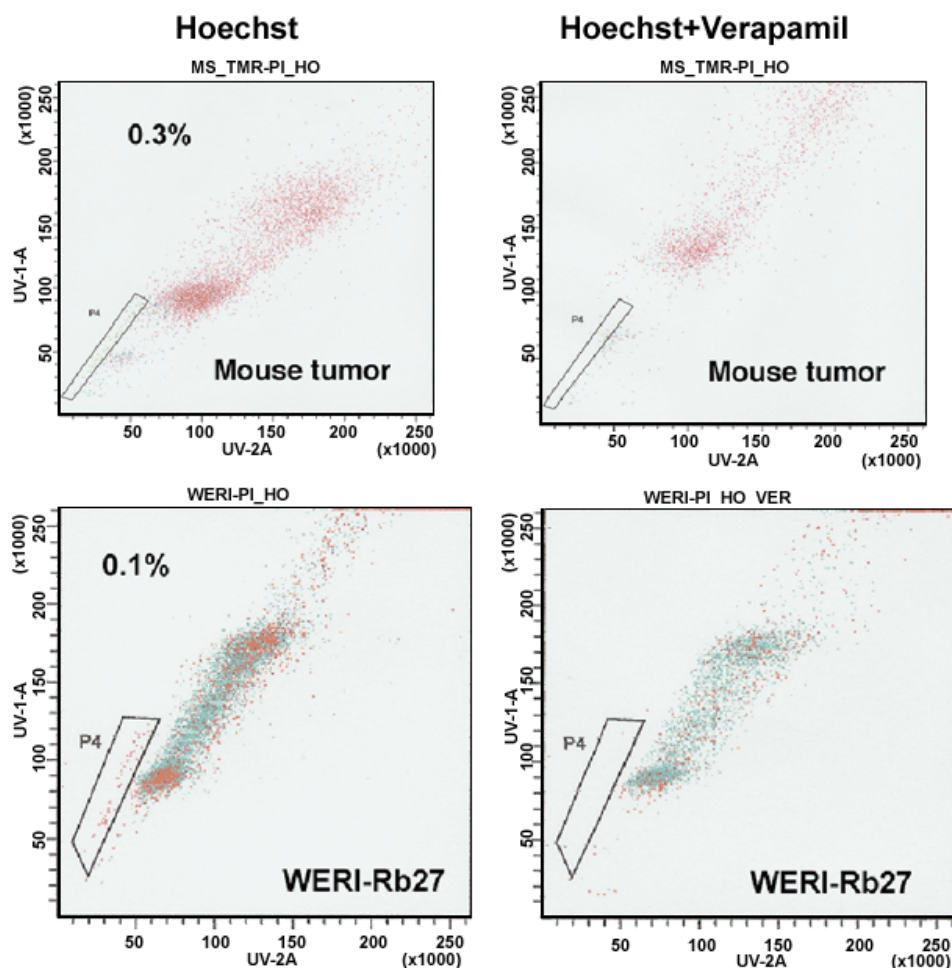 Hoechst
Hoechst+Verapamil
MS_TMR-PI_HO
MS_TMR-PI_HO
(x1000)
250
200
150
100
50
UV-1-A
0.3%
P4
Mouse tumor
50 100 150 200 250
UV-2A (x1000)
(x1000)
250
200
150
100
50
UV-1-A
P4
Mouse tumor
50 100 150 200 250
UV-2A (x1000)
WERI-PI_HO
WERI-PI HO VER
(x1000)
250
200
150
100
50
UV-1-A
0.1%
P4
WERI-Rb27
50 100 150 200 250
UV-2A (x1000)
(x1000)
250
200
150
100
50
UV-1-A
P4
WERI-Rb27
50 100 150 200 250
UV-2A (x1000)